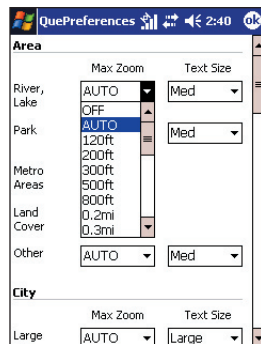 QuePreferences 2:40 ok
Area
Max Zoom Text Size
River, Lake AUTO Med
OFF
AUTO
120ft
200ft
300ft
500ft
800ft
0.2mi
0.3mi
Park Med
Metro Areas
Land Cover
Other AUTO Med
City
Max Zoom Text Size
Large AUTO Large